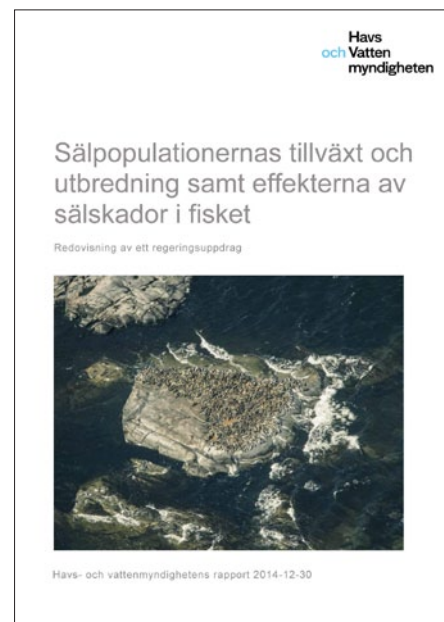 Havs
och Vatten
myndigheten
Sälpopulationernas tillväxt och
utbredning samt effekterna av
sälskador i fisket
Redovisning av ett regeringsuppdrag
Havs- och vattenmyndighetens rapport 2014-12-30